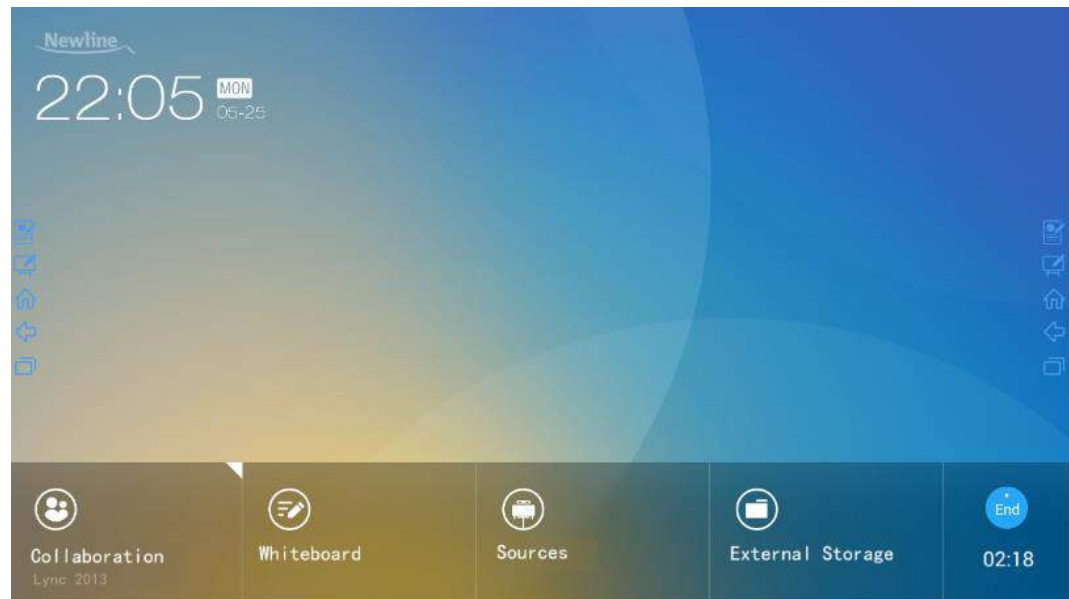 Newline
22:05
MON
05-25
Collaboration
Lync 2013
Whiteboard
Sources
External Storage
End
02:18